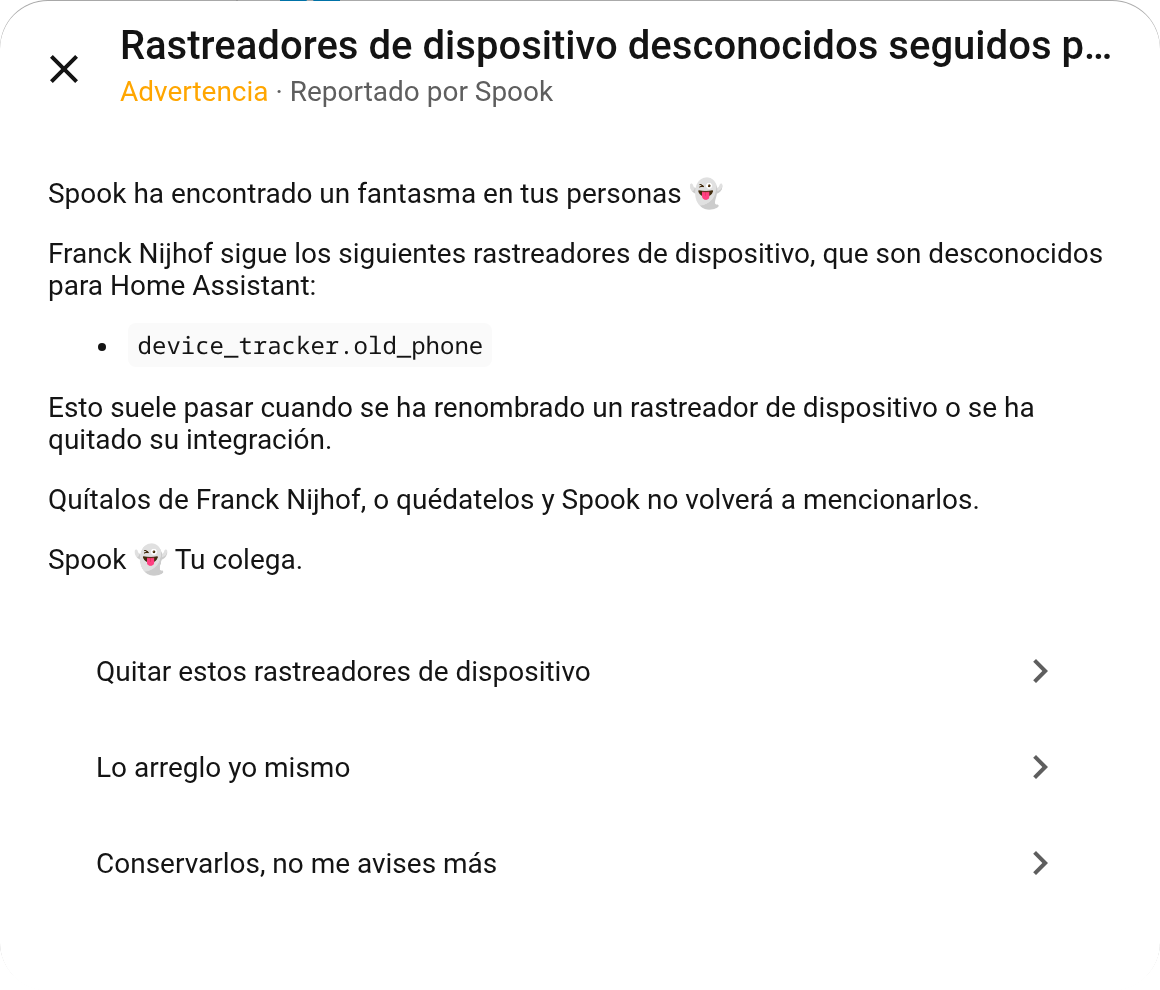 Rastreadores de dispositivo desconocidos seguidos p...
Advertencia · Reportado por Spook
Spook ha encontrado un fantasma en tus personas 👻
Franck Nijhof sigue los siguientes rastreadores de dispositivo, que son desconocidos
para Home Assistant:
• device_tracker.old_phone
Esto suele pasar cuando se ha renombrado un rastreador de dispositivo o se ha
quitado su integración.
Quítalos de Franck Nijhof, o quédatelos y Spook no volverá a mencionarlos.
Spook 👻 Tu colega.
Quitar estos rastreadores de dispositivo
Lo arreglo yo mismo
Conservarlos, no me avises más